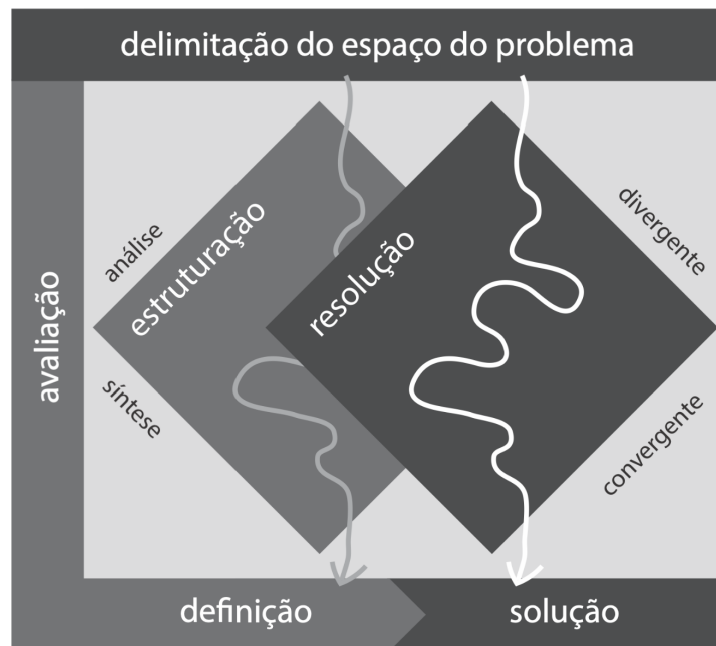 delimitação do espaço do problema
avaliação
análise
síntese
estruturação
resolução
divergente
convergente
definição
solução